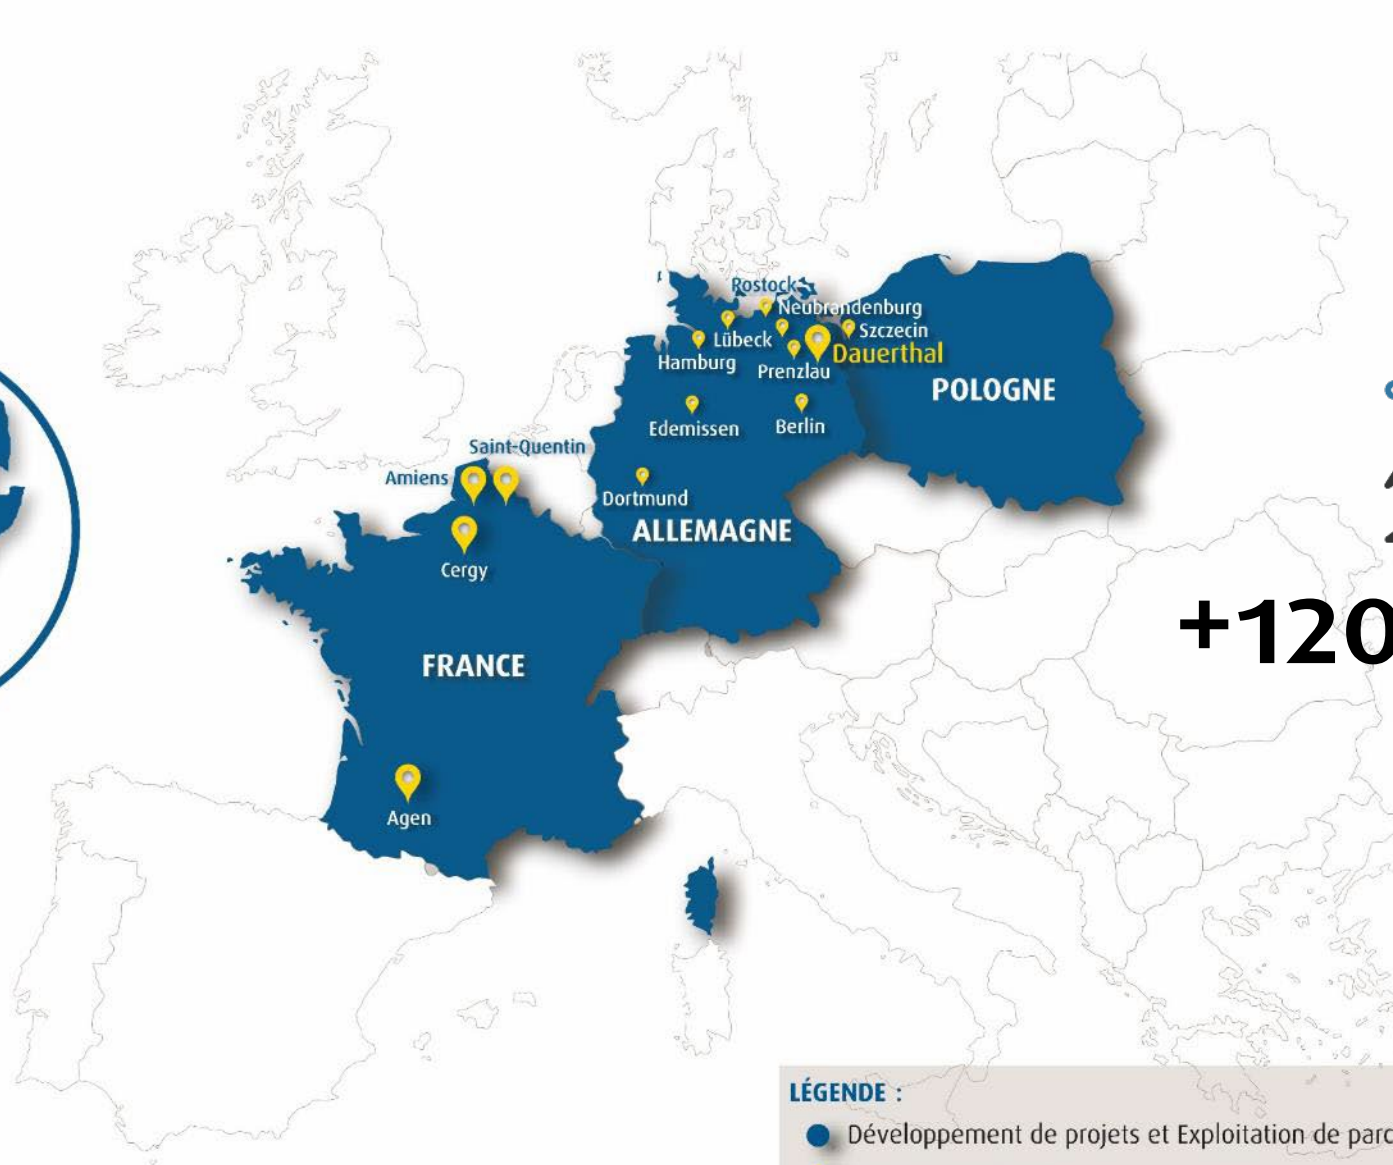 Rostock
Neubrandenburg
Szczecin
Lübeck
Dauerthal
Hamburg
Prenzlau
POLOGNE
Edemissen
Berlin
Saint-Quentin
Amiens
Dortmund
ALLEMAGNE
Cergy
+120
FRANCE
Agen
LÉGENDE :
Développement de projets et Exploitation de parc